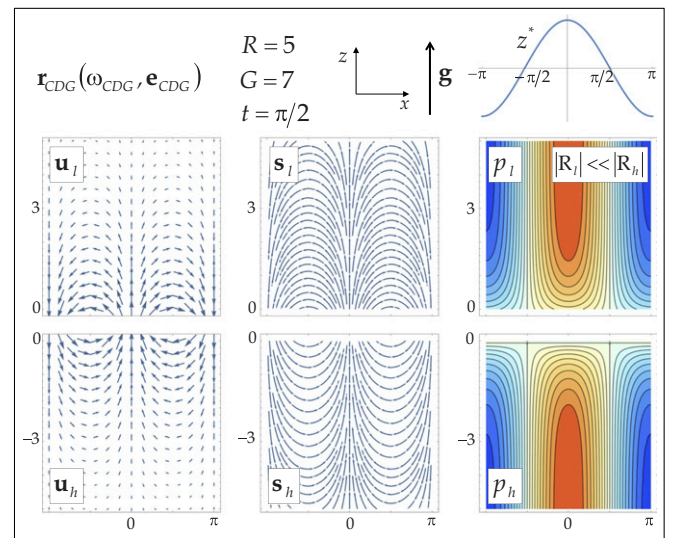 r_CDG(ω_CDG, e_CDG)
R = 5
G = 7
t = π/2
z
x
g
z*
−π
−π/2
π/2
π
u_l
s_l
p_l
|R_l| << |R_h|
3
0
3
0
3
0
0
−3
0
−3
0
−3
u_h
s_h
p_h
0
π
0
π
0
π